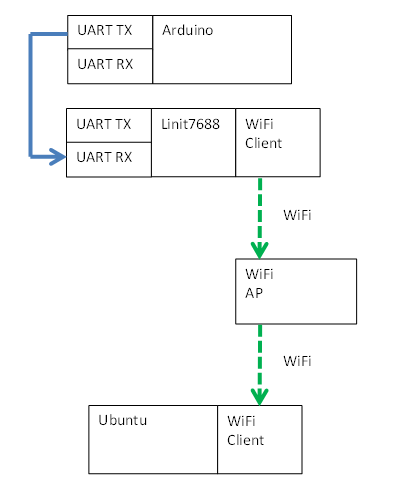 UART TX
Arduino
UART RX
UART TX
Linit7688
WiFi
Client
UART RX
WiFi
WiFi
AP
WiFi
Ubuntu
WiFi
Client